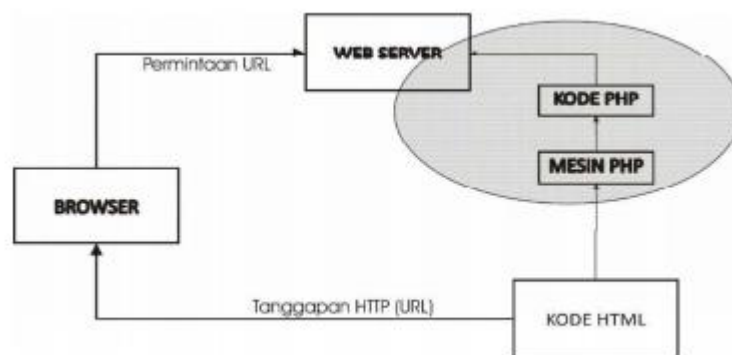 WEB SERVER
Permintaan URL
KODE PHP
MESIN PHP
BROWSER
Tanggapan HTTP (URL)
KODE HTML